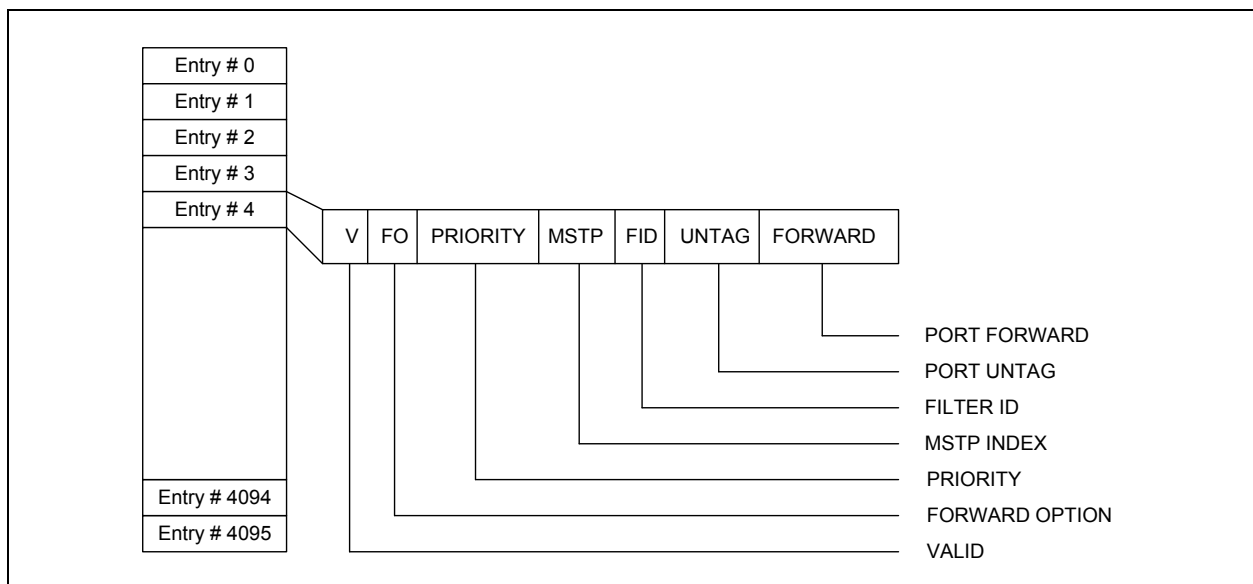 Entry # 0
Entry # 1
Entry # 2
Entry # 3
Entry # 4
V FO PRIORITY MSTP FID UNTAG FORWARD
PORT FORWARD
PORT UNTAG
FILTER ID
MSTP INDEX
PRIORITY
FORWARD OPTION
VALID
Entry # 4094
Entry # 4095